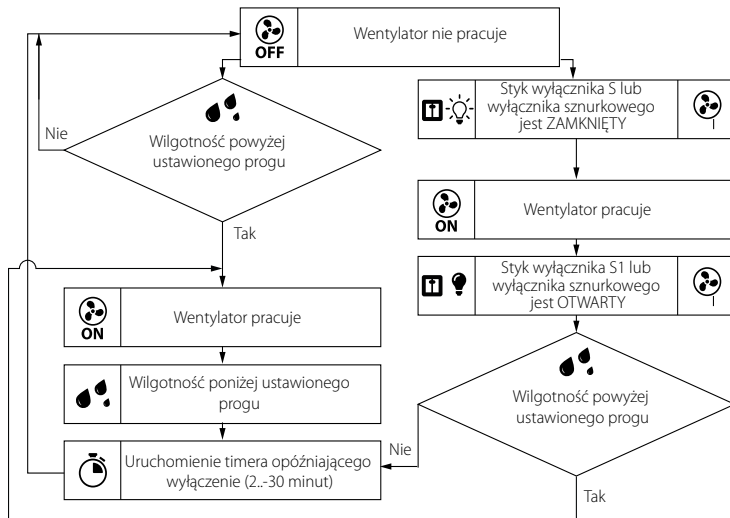 OFF
Wentylator nie pracuje
Nie
Wilgotność powyżej
ustawionego progu
Tak
Styk wyłącznika S lub
wyłącznika sznurkowego
jest ZAMKNIĘTY
ON
Wentylator pracuje
Styk wyłącznika S1 lub
wyłącznika sznurkowego
jest OTWARTY
ON
Wentylator pracuje
Wilgotność poniżej ustawionego
progu
Uruchomienie timera opóźniającego
wyłączenie (2..-30 minut)
Wilgotność powyżej
ustawionego progu
Nie
Tak